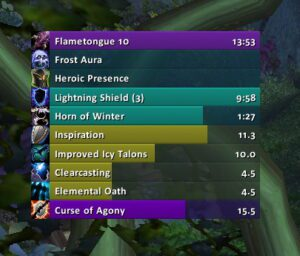 Flametongue 10 13:53
Frost Aura
Heroic Presence
Lightning Shield (3) 9:58
Horn of Winter 1:27
Inspiration 11.3
Improved Icy Talons 10.0
Clearcasting 4.5
Elemental Oath 4.5
Curse of Agony 15.5